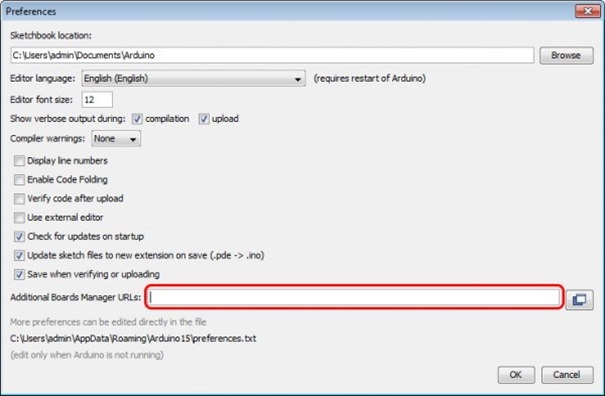 Preferences
Sketchbook location:
C:\Users\admin\Documents\Arduino Browse
Editor language: English (English) (requires restart of Arduino)
Editor font size: 12
Show verbose output during: compilation upload
Compiler warnings: None
Display line numbers
Enable Code Folding
Verify code after upload
Use external editor
Check for updates on startup
Update sketch files to new extension on save (.pde -> .ino)
Save when verifying or uploading
Additional Boards Manager URLs:
More preferences can be edited directly in the file
C:\Users\admin\AppData\Roaming\Arduino15\preferences.txt
(edit only when Arduino is not running)
OK Cancel